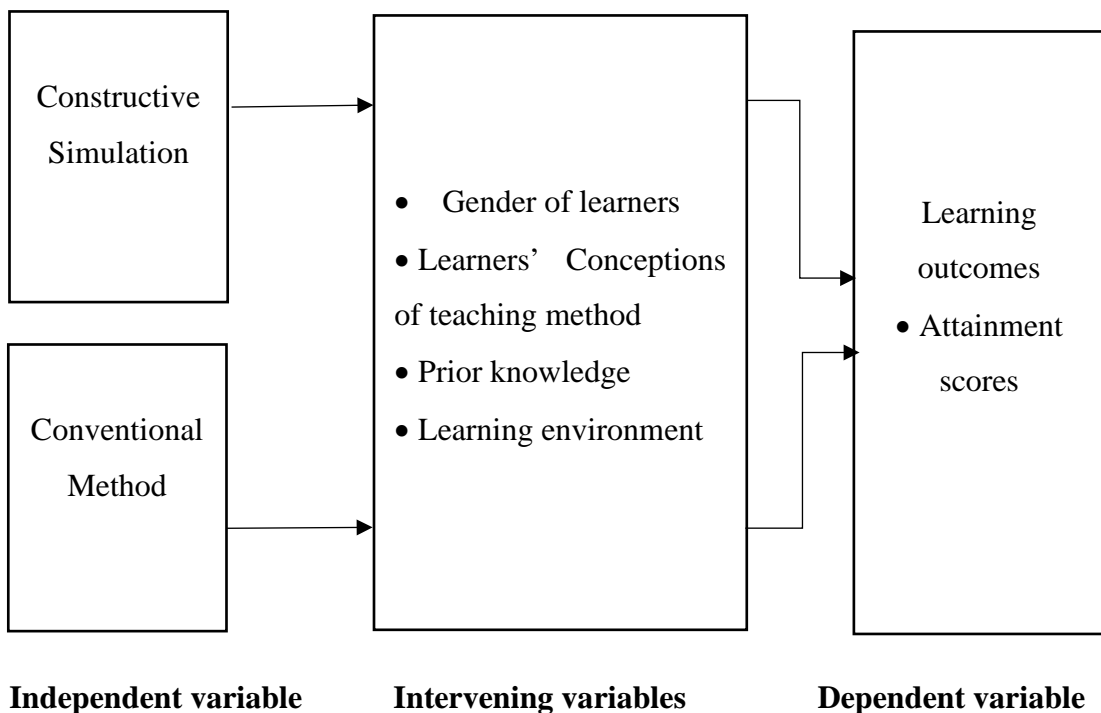 Constructive
Simulation
Conventional
Method
• Gender of learners
• Learners’ Conceptions
of teaching method
• Prior knowledge
• Learning environment
Learning
outcomes
• Attainment
scores
Independent variable
Intervening variables
Dependent variable